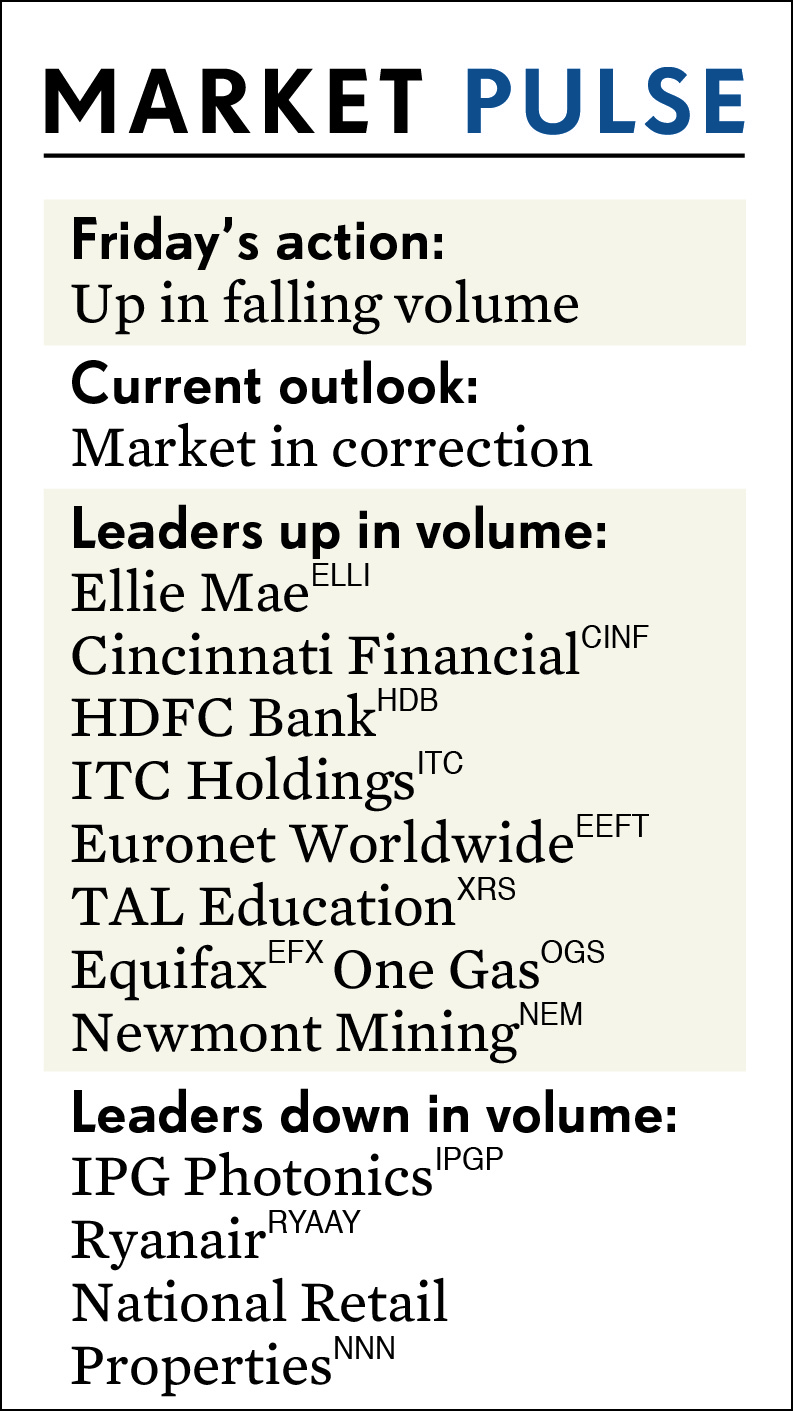 MARKET PULSE
Friday’s action:
Up in falling volume
Current outlook:
Market in correction
Leaders up in volume:
Ellie Mae ELLI
Cincinnati Financial CINF
HDFC Bank HDB
ITC Holdings ITC
Euronet Worldwide EEFT
TAL Education XRS
Equifax EFX One Gas OGS
Newmont Mining NEM
Leaders down in volume:
IPG Photonics IPGP
Ryanair RYAAY
National Retail
Properties NNN